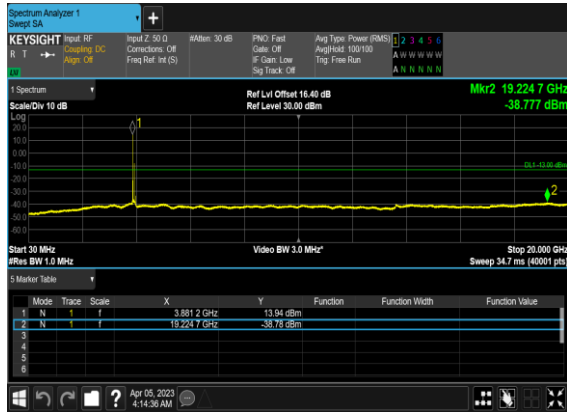 Spectrum Analyzer 1
Swept SA
KEYSIGHT Input: RF Input Z: 50 Ω #Atten: 30 dB PNO: Fast Avg Type: Power (RMS) 1 2 3 4 5 6
R T Coupling: DC Corrections: Off Gate: Off Avg|Hold: 100/100 A W W W W W
Align: Off Freq Ref: Int (S) IF Gain: Low Trig: Free Run
Sig Track: Off A N N N N N
1 Spectrum Ref Lvl Offset 16.40 dB Mkr2 19.224 7 GHz
Scale/Div 10 dB Ref Level 30.00 dBm -38.777 dBm
Log
20.0
1
10.0
0.00
-10.0
DL1 -13.00 dBm
-20.0
-30.0
2
-40.0
-50.0
-60.0
Start 30 MHz Video BW 3.0 MHz* Stop 20.000 GHz
#Res BW 1.0 MHz Sweep 34.7 ms (40001 pts)
5 Marker Table
Mode Trace Scale X Y Function Function Width Function Value
1 N 1 f 3.881 2 GHz 13.94 dBm
2 N 1 f 19.224 7 GHz -38.78 dBm
3
4
5
6
? Apr 05, 2023
4:14:36 AM